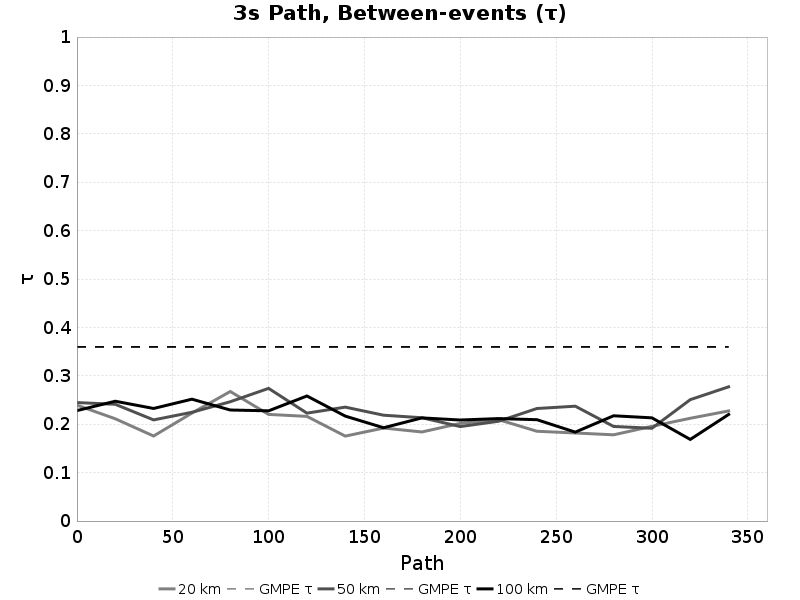 3s Path, Between-events (τ)
1
0.9
0.8
0.7
0.6
0.5
0.4
0.3
0.2
0.1
0
τ
0 50 100 150 200 250 300 350
Path
20 km GMPE τ 50 km GMPE τ 100 km GMPE τ